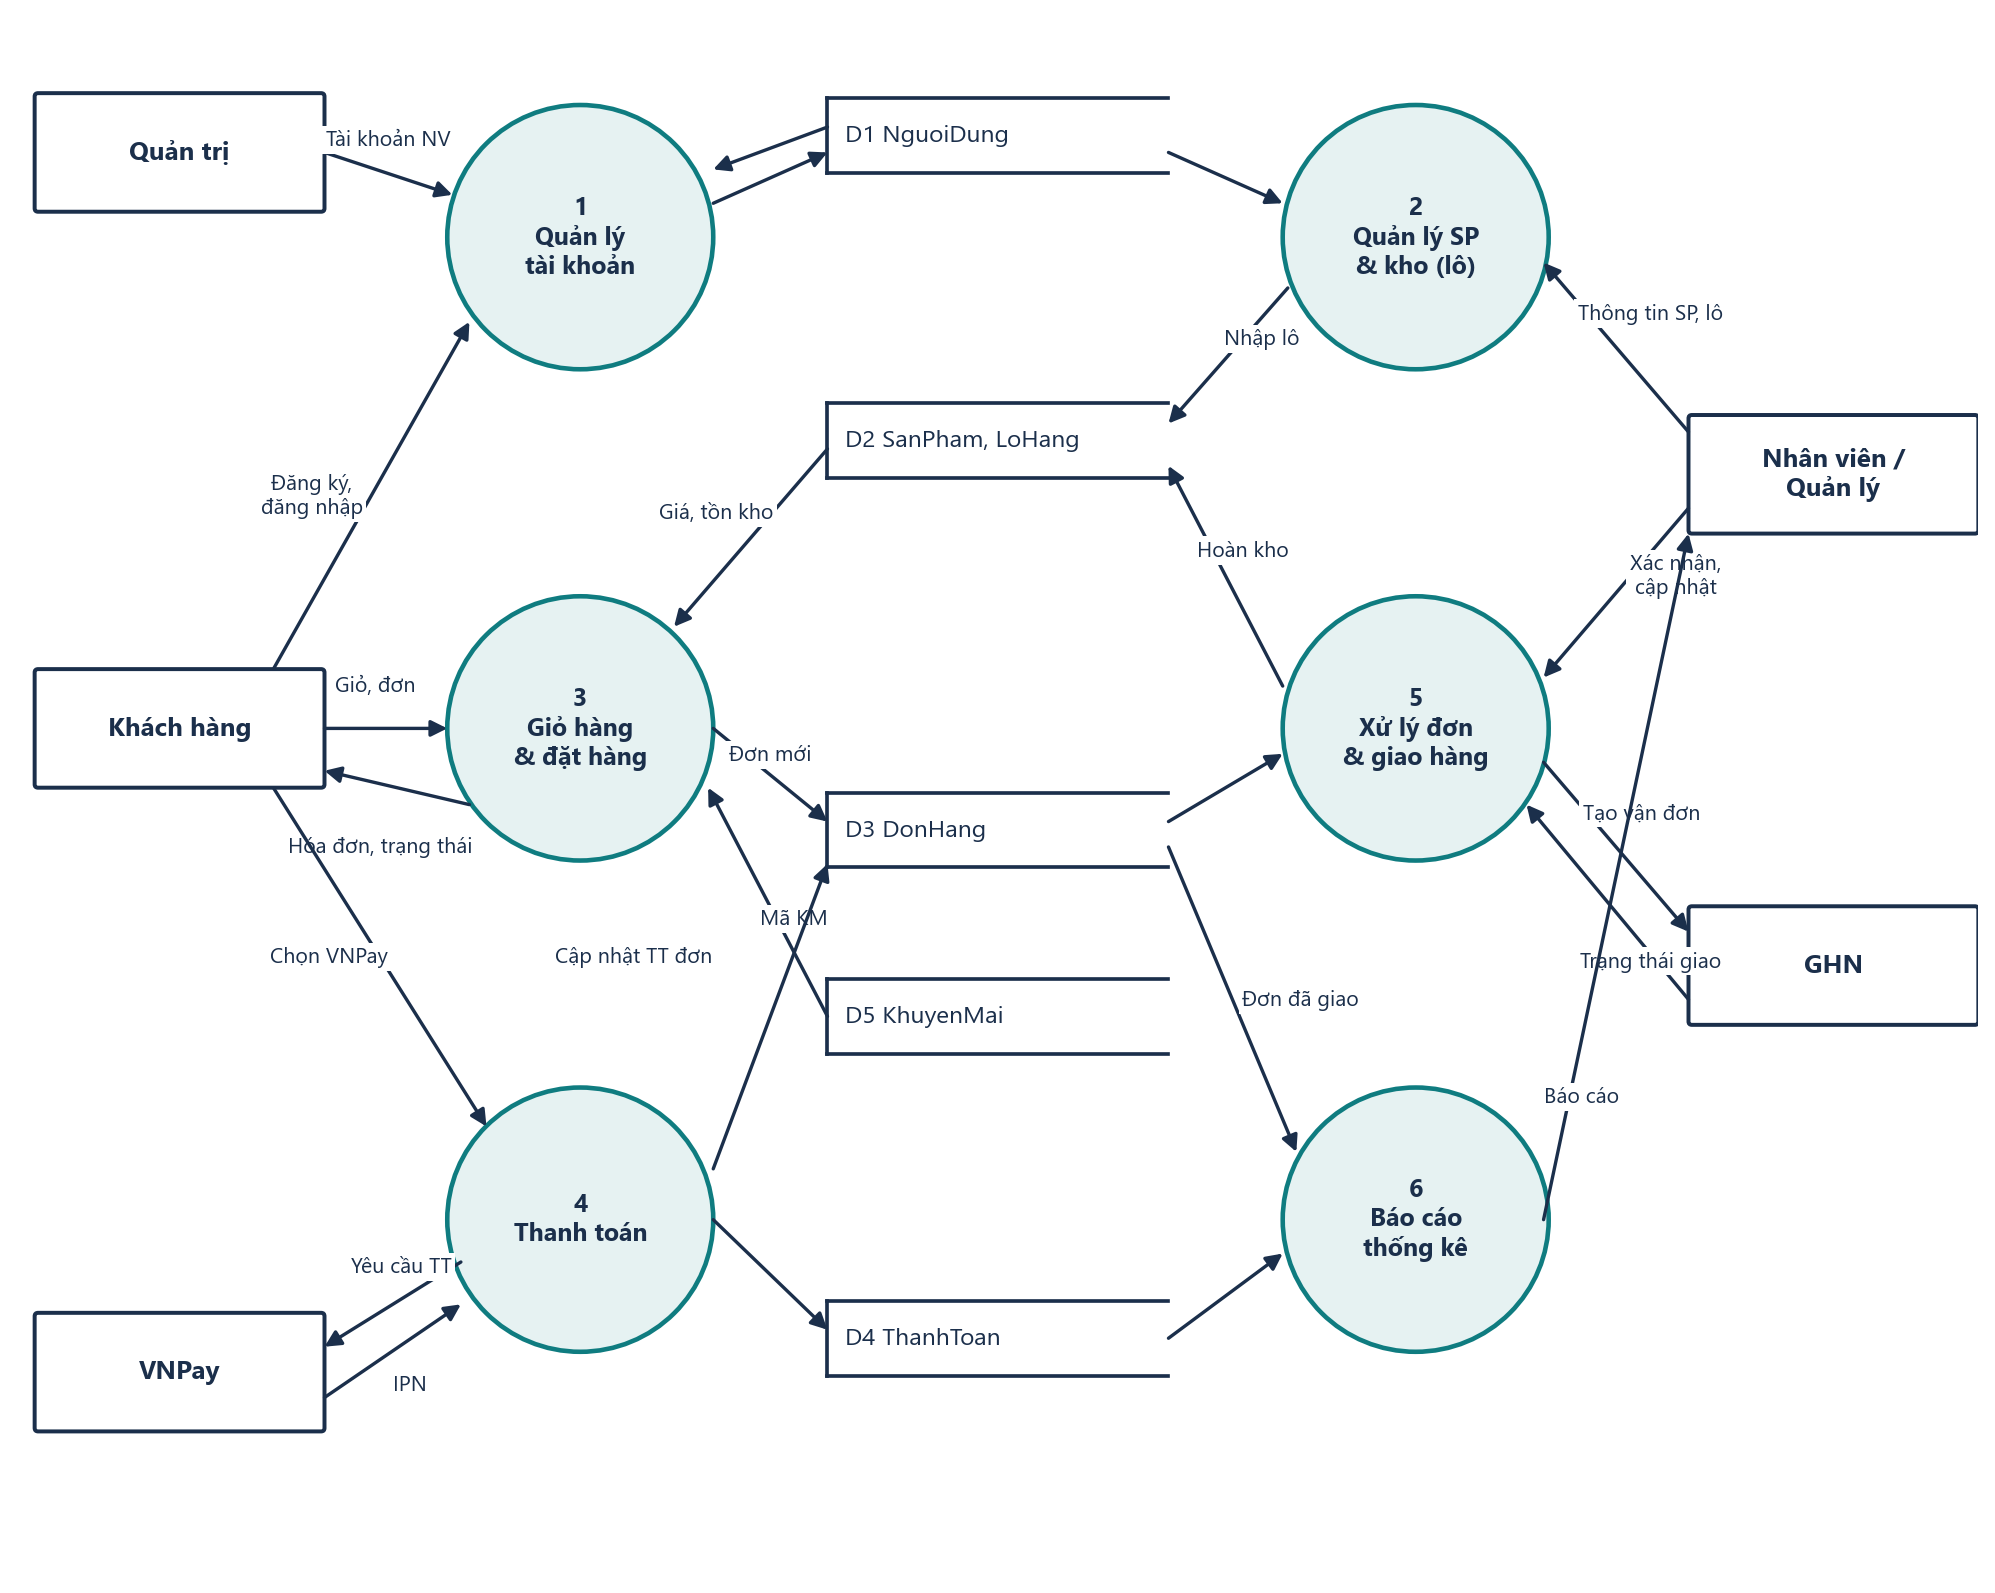 Quản trị
Tài khoản NV
1
Quản lý
tài khoản
D1 NguoiDung
2
Quản lý SP
& kho (lô)
Thông tin SP, lô
Nhập lô
D2 SanPham, LoHang
Nhân viên /
Quản lý
Đăng ký,
đăng nhập
Giá, tồn kho
Hoàn kho
Xác nhận,
cập nhật
Khách hàng
Giỏ, đơn
3
Giỏ hàng
& đặt hàng
Đơn mới
5
Xử lý đơn
& giao hàng
Hóa đơn, trạng thái
D3 DonHang
Tạo vận đơn
Mã KM
Chọn VNPay
Cập nhật TT đơn
Trạng thái giao
GHN
D5 KhuyenMai
Đơn đã giao
Báo cáo
4
Thanh toán
6
Báo cáo
thống kê
Yêu cầu TT
VNPay
IPN
D4 ThanhToan